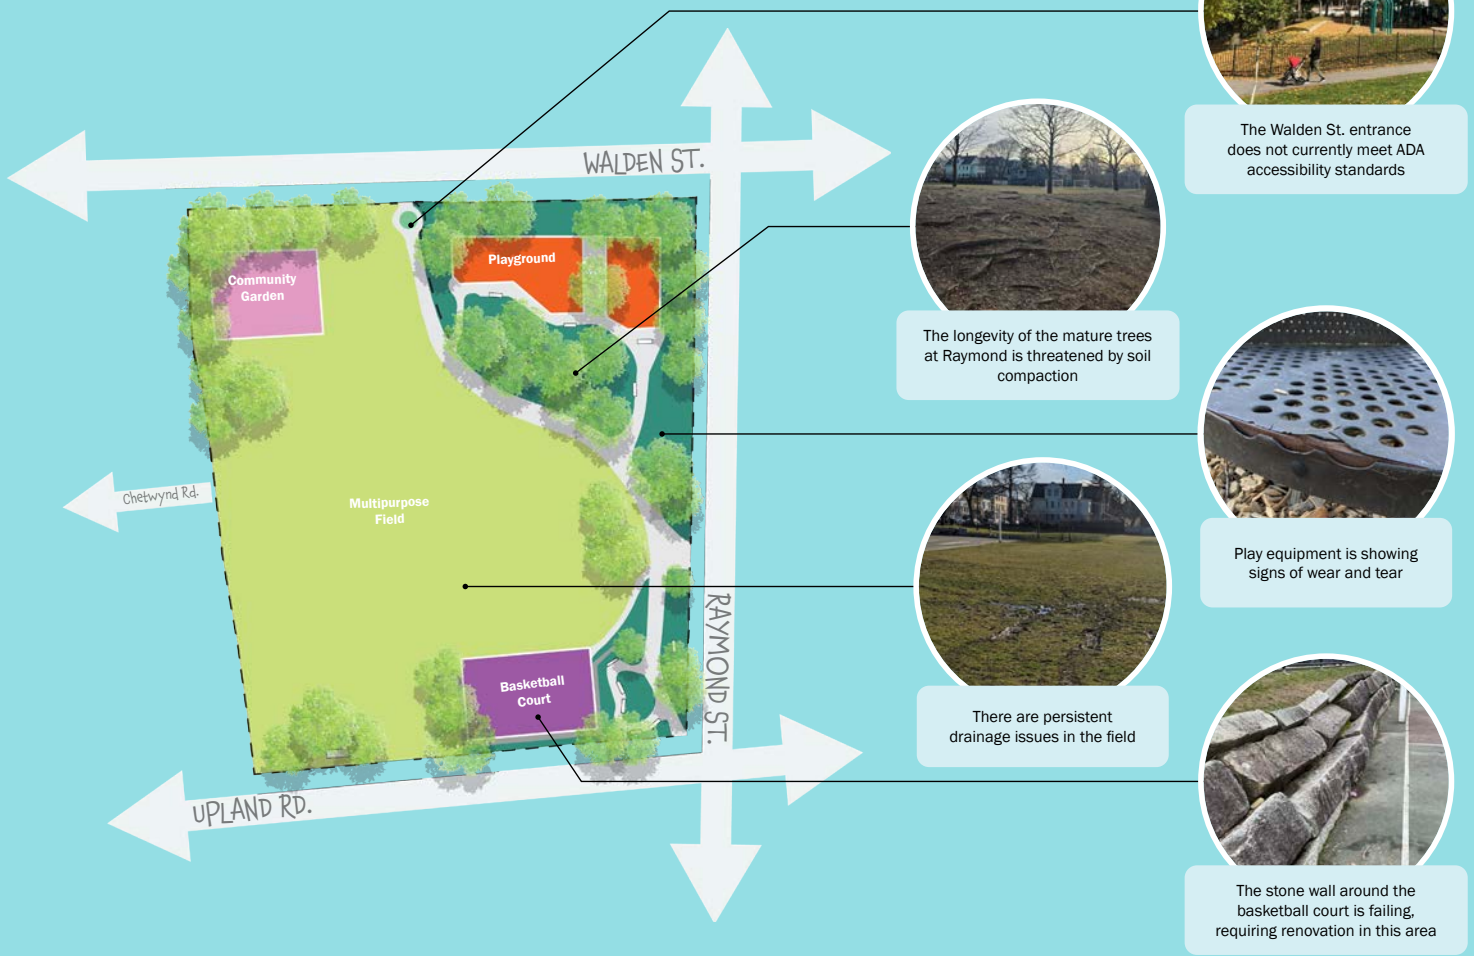 WALDEN ST.
Playground
Community
Garden
Chetwynd Rd.
Multipurpose
Field
RAYMOND ST.
Basketball
Court
UPLAND RD.
The Walden St. entrance
does not currently meet ADA
accessibility standards
The longevity of the mature trees
at Raymond is threatened by soil
compaction
Play equipment is showing
signs of wear and tear
There are persistent
drainage issues in the field
The stone wall around the
basketball court is failing,
requiring renovation in this area